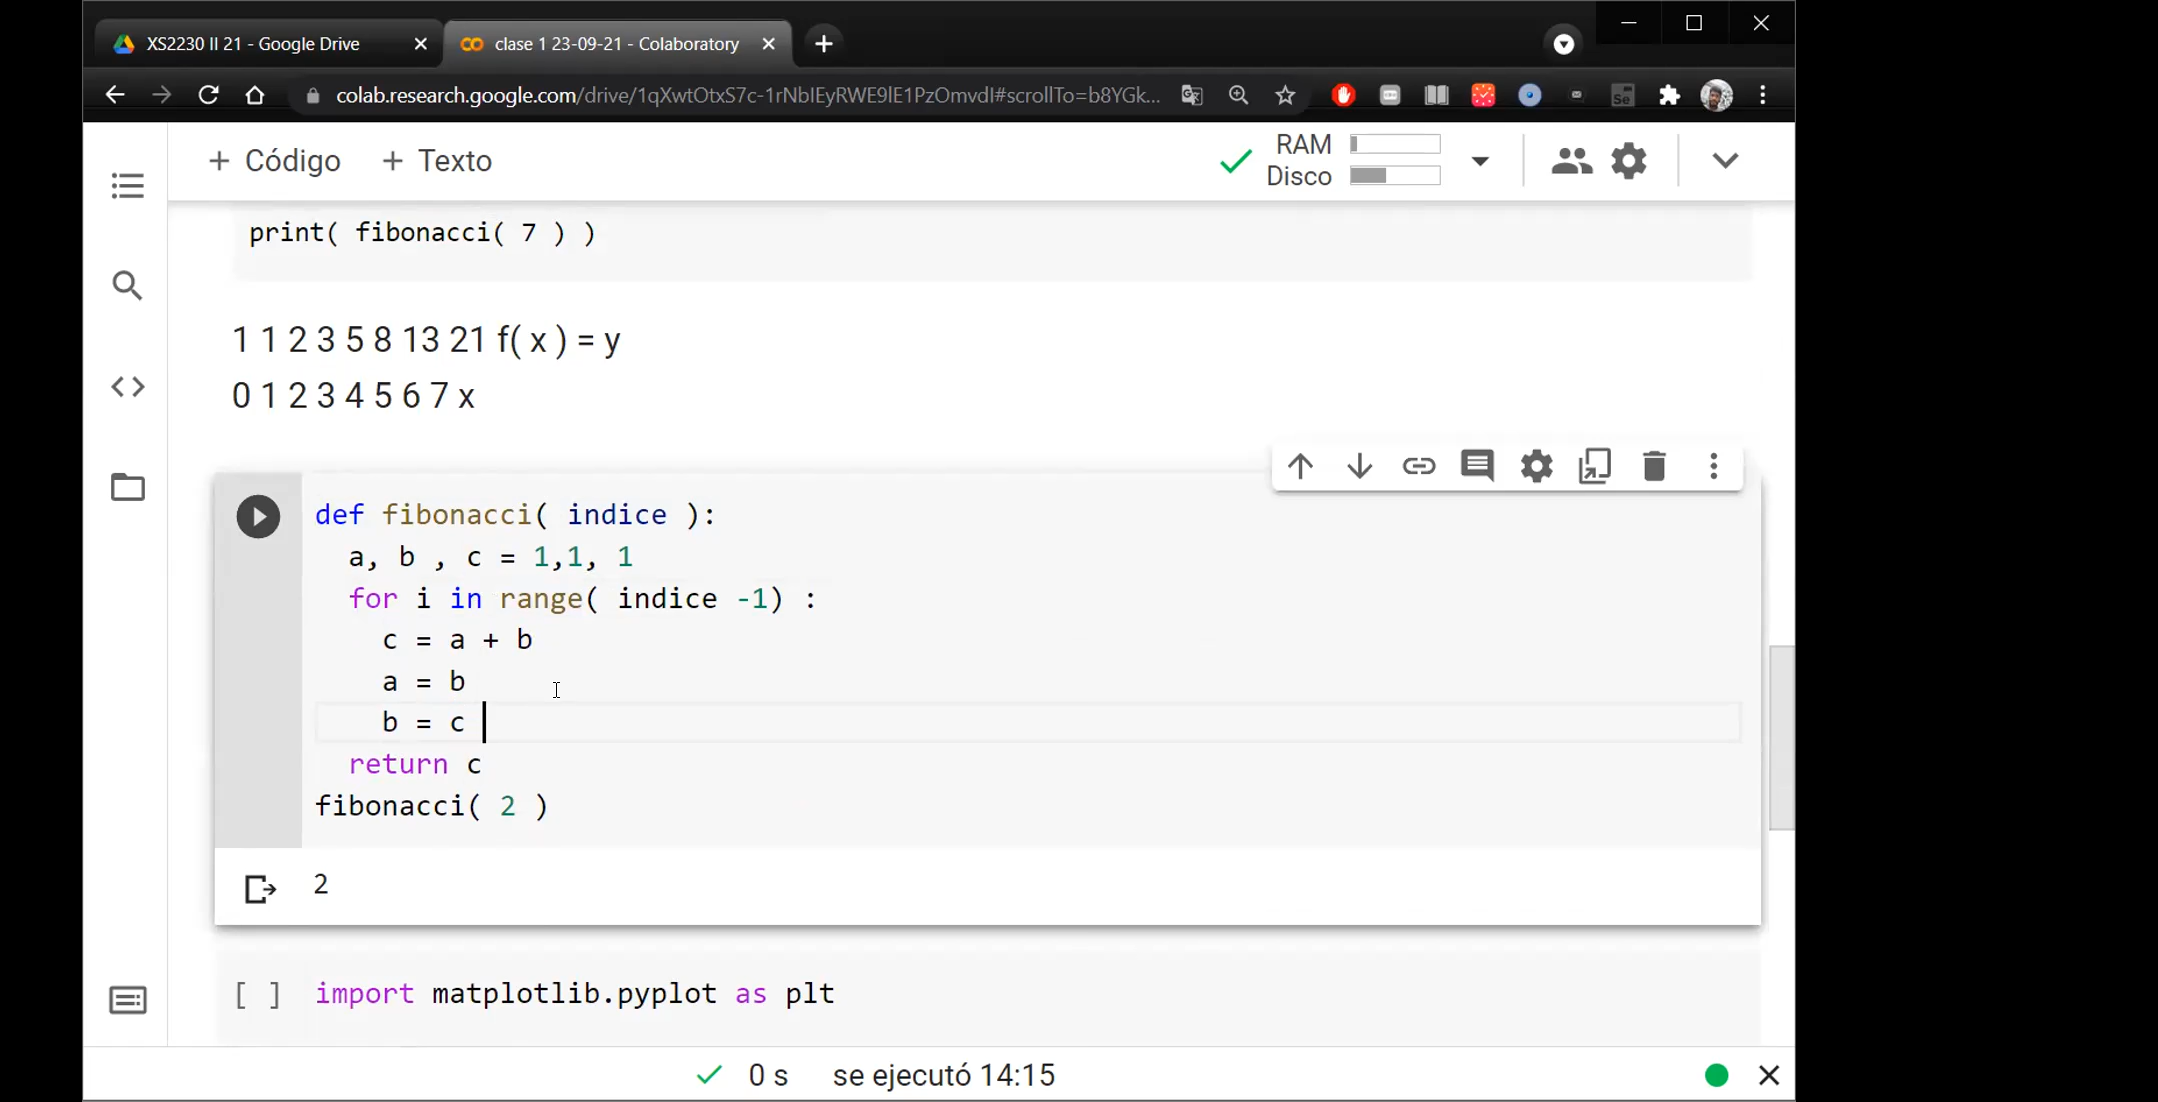 XS2230 II 21 - Google Drive
clase 1 23-09-21 - Colaboratory
colab.research.google.com/drive/1qXwtOtxS7c-1rNbIEyRWE9lE1PzOmvdI#scrollTo=b8YGk...
+ Código + Texto
RAM
Disco
print( fibonacci( 7 ) )
1 1 2 3 5 8 13 21 f( x ) = y
0 1 2 3 4 5 6 7 x
def fibonacci( indice ):
a, b , c = 1,1, 1
for i in range( indice -1) :
c = a + b
a = b
b = c
return c
fibonacci( 2 )
2
[ ] import matplotlib.pyplot as plt
0 s se ejecutó 14:15